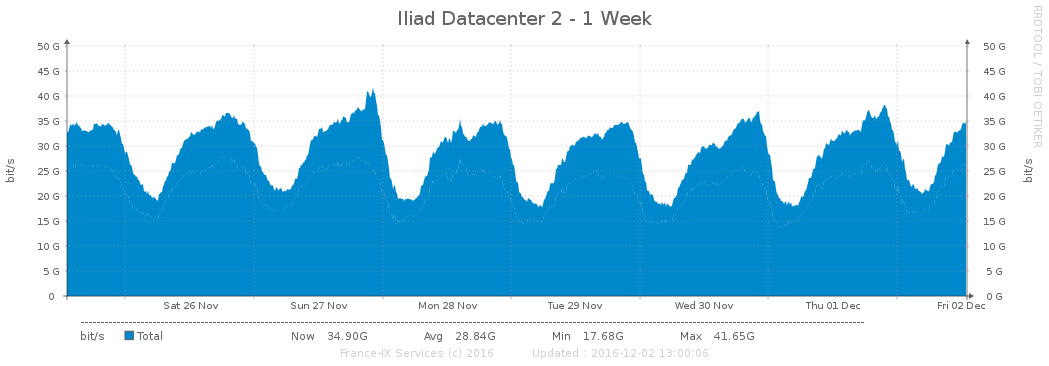 Iliad Datacenter 2 - 1 Week
RRDTOOL / TOBI OETIKER
bit/s
50 G 50 G
45 G 45 G
40 G 40 G
35 G 35 G
30 G 30 G
25 G 25 G
20 G 20 G
15 G 15 G
10 G 10 G
5 G 5 G
0 0 G
bit/s
Sat 26 Nov Sun 27 Nov Mon 28 Nov Tue 29 Nov Wed 30 Nov Thu 01 Dec Fri 02 Dec
bit/s Total Now 34.90G Avg 28.84G Min 17.68G Max 41.65G
France-IX Services (c) 2016 Updated : 2016-12-02 13:00:06